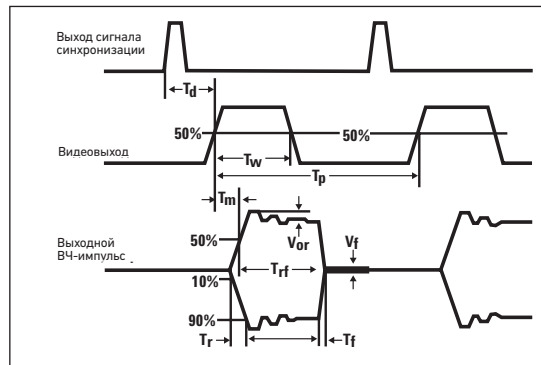 Выход сигнала
синхронизации
Td
50%
50%
Видеовыход
Tw
Tp
Tm
Выходной
ВЧ-импульс
50%
Vor
Vf
Trf
10%
90%
Tr
Tf